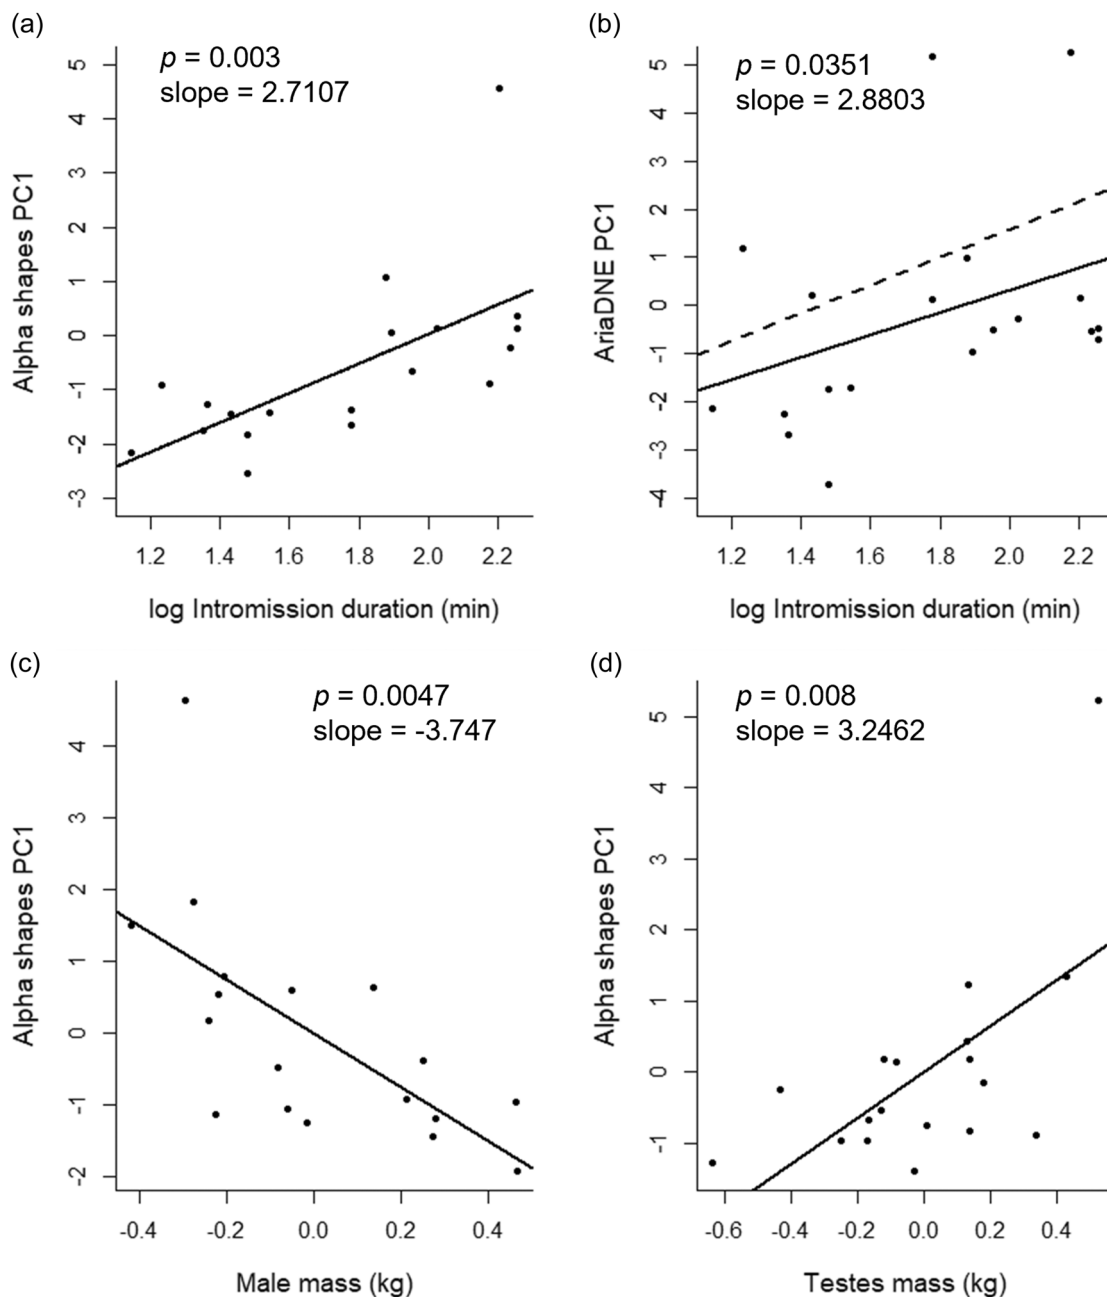 (a)
p = 0.003
slope = 2.7107
Alpha shapes PC1
5
4
3
2
1
0
-1
-2
-3
1.2 1.4 1.6 1.8 2.0 2.2
log Intromission duration (min)
(b)
p = 0.0351
slope = 2.8803
AriaDNE PC1
5
4
3
2
1
0
-1
-2
-3
-4
1.2 1.4 1.6 1.8 2.0 2.2
log Intromission duration (min)
(c)
p = 0.0047
slope = -3.747
Alpha shapes PC1
4
2
1
0
-1
-2
-0.4 -0.2 0.0 0.2 0.4
Male mass (kg)
(d)
p = 0.008
slope = 3.2462
Alpha shapes PC1
5
4
3
2
1
0
-1
-0.6 -0.4 -0.2 0.0 0.2 0.4
Testes mass (kg)